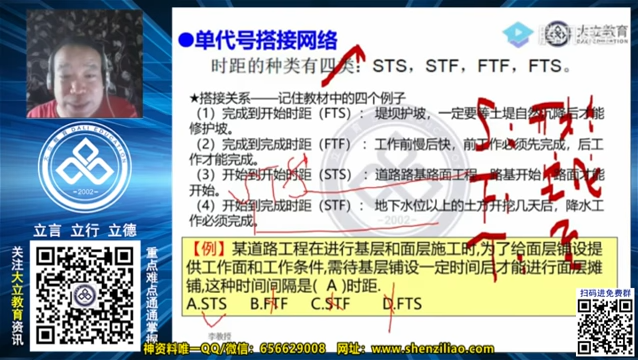 ●单代号搭接网络
大立教育
时距的种类有四类：STS，STF，FTF，FTS。
★搭接关系——记住教材中的四个例子
（1）完成到开始时距（FTS）：堤坝护坡，一定要等土堤自然沉降后才能
修护坡。
（2）完成到完成时距（FTF）：工作前慢后快，前工作必须先完成，后工
作才能完成。
（3）开始到开始时距（STS）：道路路基路面工程，路基开始，路面才能
开始。
（4）开始到完成时距（STF）：地下水位以上的土方开挖几天后，降水工
作必须完成。
STS
S：开始
DALI EDUCATION
2002
立言 立行 立德
关注大立教育资讯
重点难点通通掌握
【例】某道路工程在进行基层和面层施工时,为了给面层铺设提
供工作面和工作条件,需待基层铺设一定时间后才能进行面层摊
铺,这种时间间隔是( A )时距.
A.STS B.FTF C.STF D.FTS
李教授
扫码进群
神资料唯一QQ/微信：656629008 网址：www.shenziliao.com